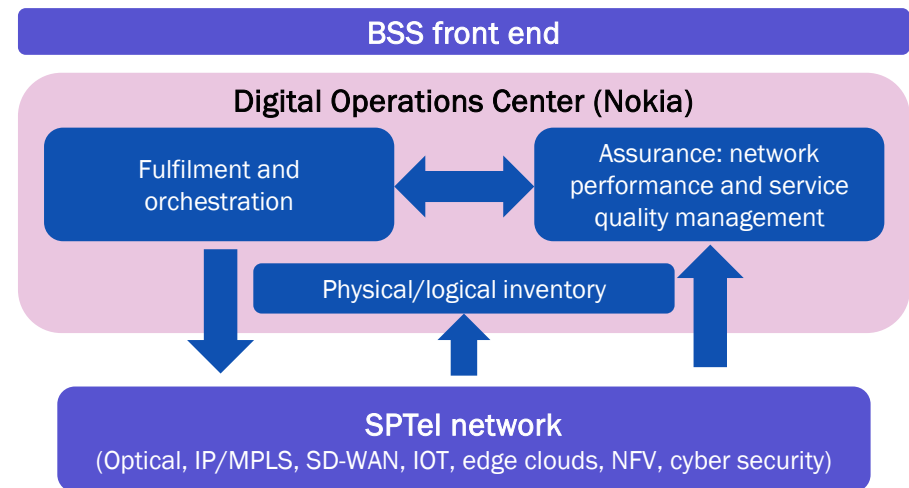 BSS front end
Digital Operations Center (Nokia)
Fulfilment and
orchestration
Assurance: network
performance and service
quality management
Physical/logical inventory
SPTel network
(Optical, IP/MPLS, SD-WAN, IOT, edge clouds, NFV, cyber security)